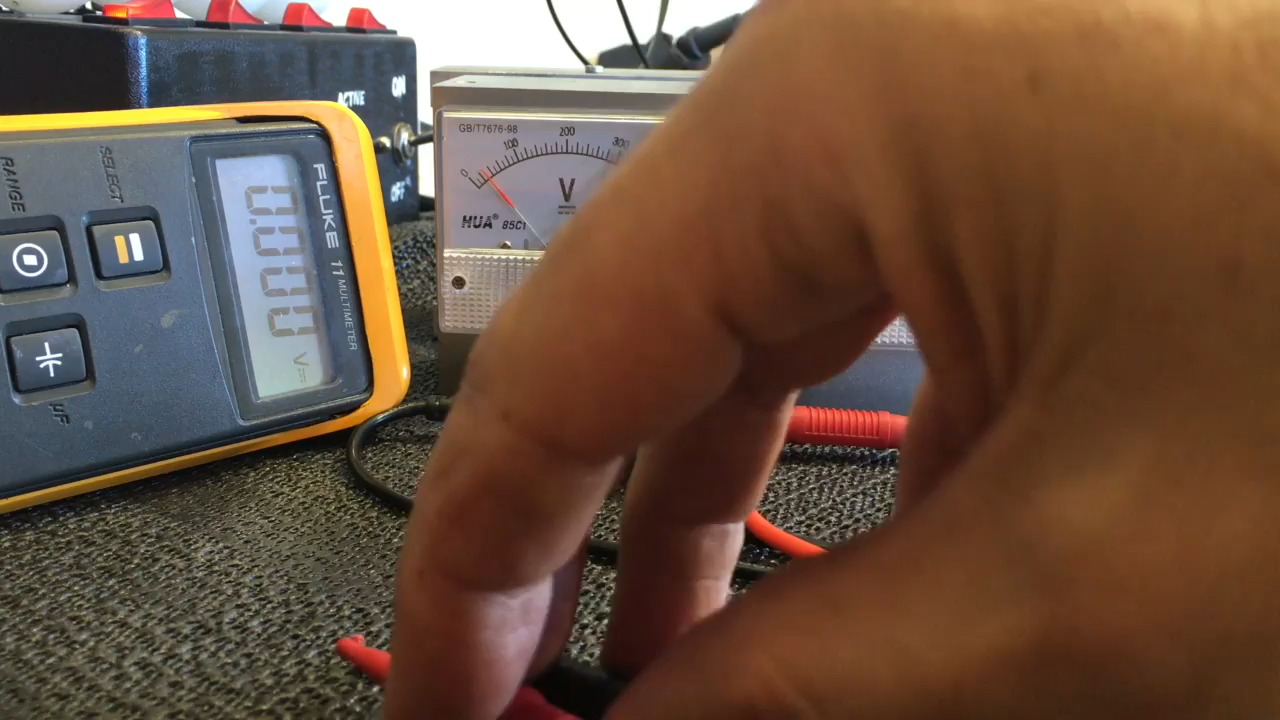 ON
ACTIVE
OFF
RANGE
SELECT
FLUKE 11 MULTIMETER
000.0
V
µF
GB/T7676-98
0 100 200 300
V
HUA® 85C1